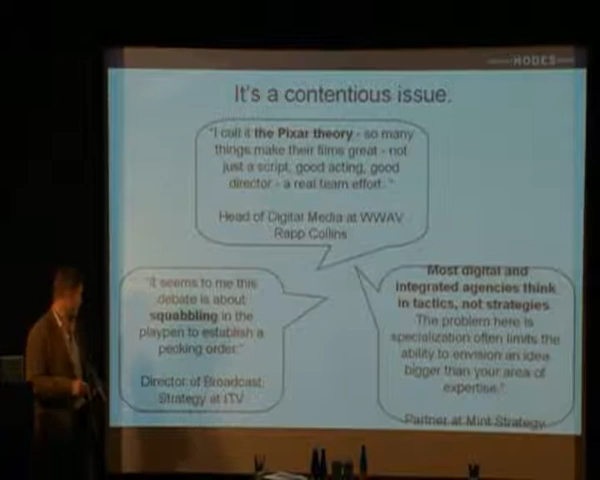 HODES
It's a contentious issue.
"I call it the Pixar theory - so many
things make their films great - not
just a script, good acting, good
director - a real team effort. "
Head of Digital Media at WWAV
Rapp Collins
"It seems to me this
debate is about
squabbling in the
playpen to establish a
pecking order."
Director of Broadcast
Strategy at ITV
Most digital and
integrated agencies think
in tactics, not strategies
The problem here is
specialization often limits the
ability to envision an idea
bigger than your area of
expertise."
Partner at Mint Strategy